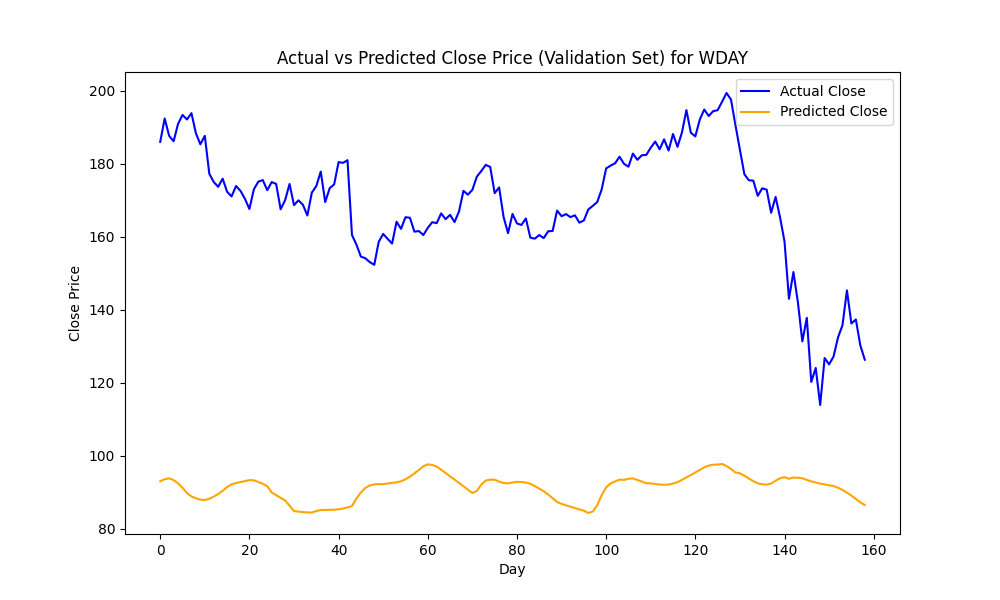 Actual vs Predicted Close Price (Validation Set) for WDAY
Actual Close
Predicted Close
Close Price
200
180
160
140
120
100
80
0 20 40 60 80 100 120 140 160
Day